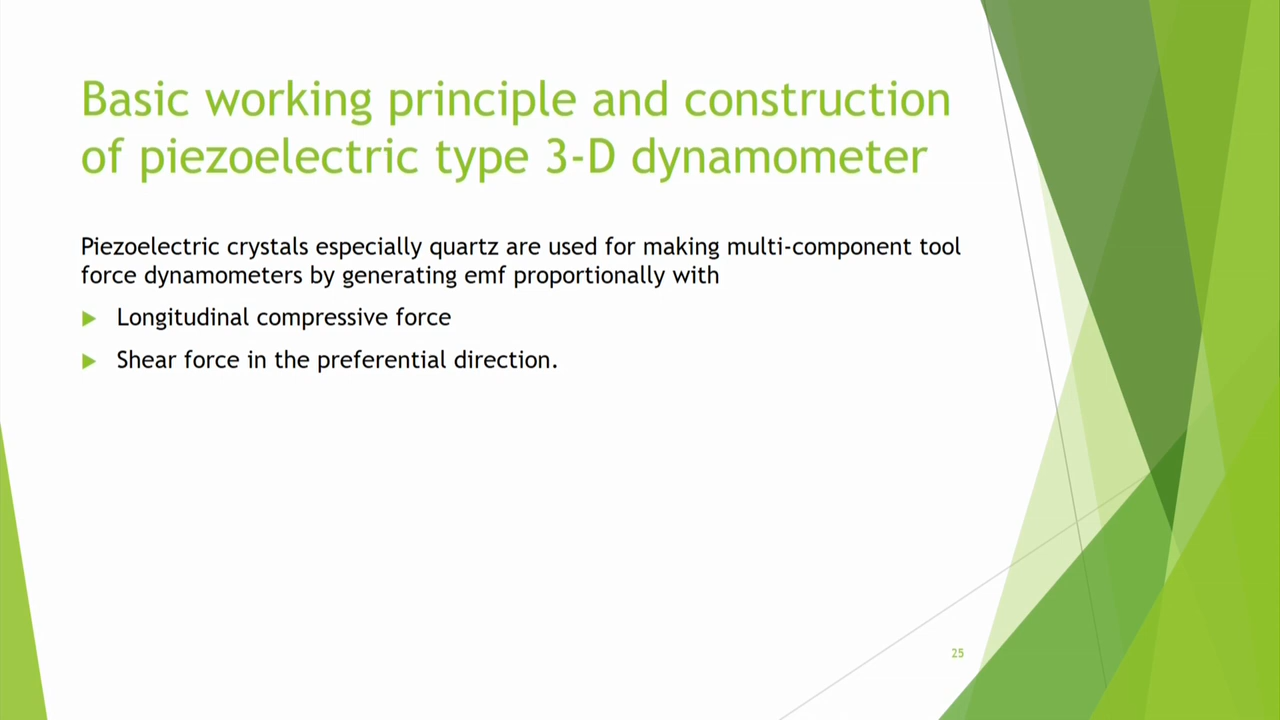 Basic working principle and construction
of piezoelectric type 3-D dynamometer
Piezoelectric crystals especially quartz are used for making multi-component tool
force dynamometers by generating emf proportionally with
Longitudinal compressive force
Shear force in the preferential direction.
25